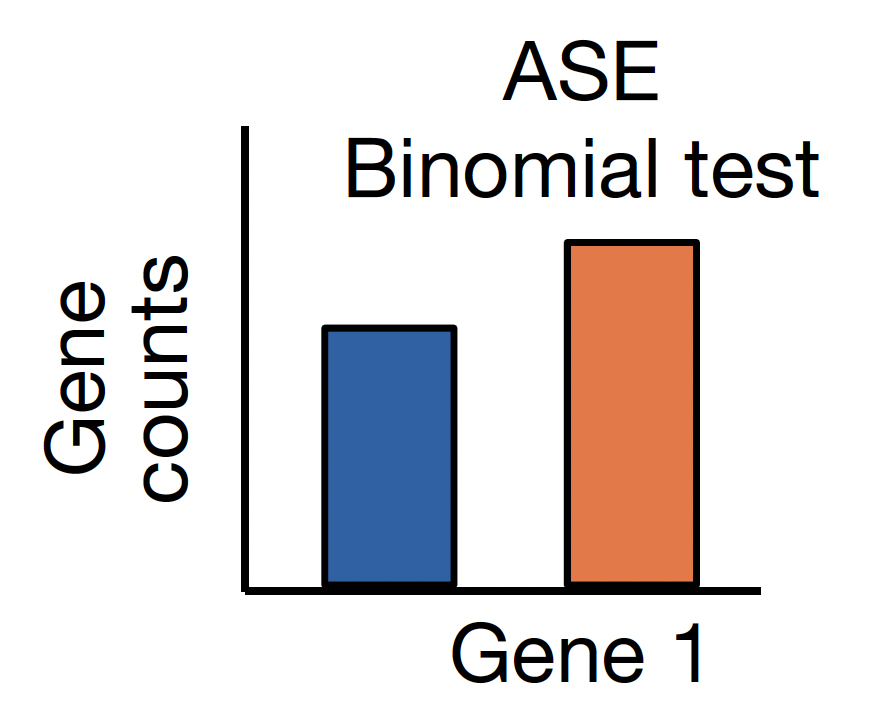 ASE
Binomial test
Gene
counts
Gene 1